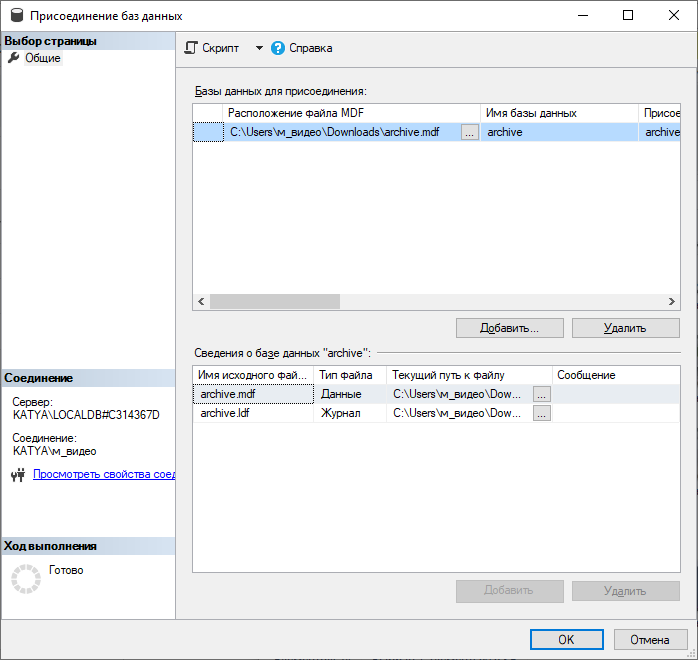 Присоединение баз данных
Выбор страницы
Общие
Скрипт
Справка
Базы данных для присоединения:
Расположение файла MDF Имя базы данных Присое
C:\Users\м_видео\Downloads\archive.mdf ... archive archive
Добавить... Удалить
Сведения о базе данных "archive":
Имя исходного фай... Тип файла Текущий путь к файлу Сообщение
archive.mdf Данные C:\Users\м_видео\Dow... ...
archive.ldf Журнал C:\Users\м_видео\Dow... ...
Соединение
Сервер:
KATYA\LOCALDB#C314367D
Соединение:
KATYA\м_видео
Просмотреть свойства соед
Ход выполнения
Готово
Добавить Удалить
OK Отмена